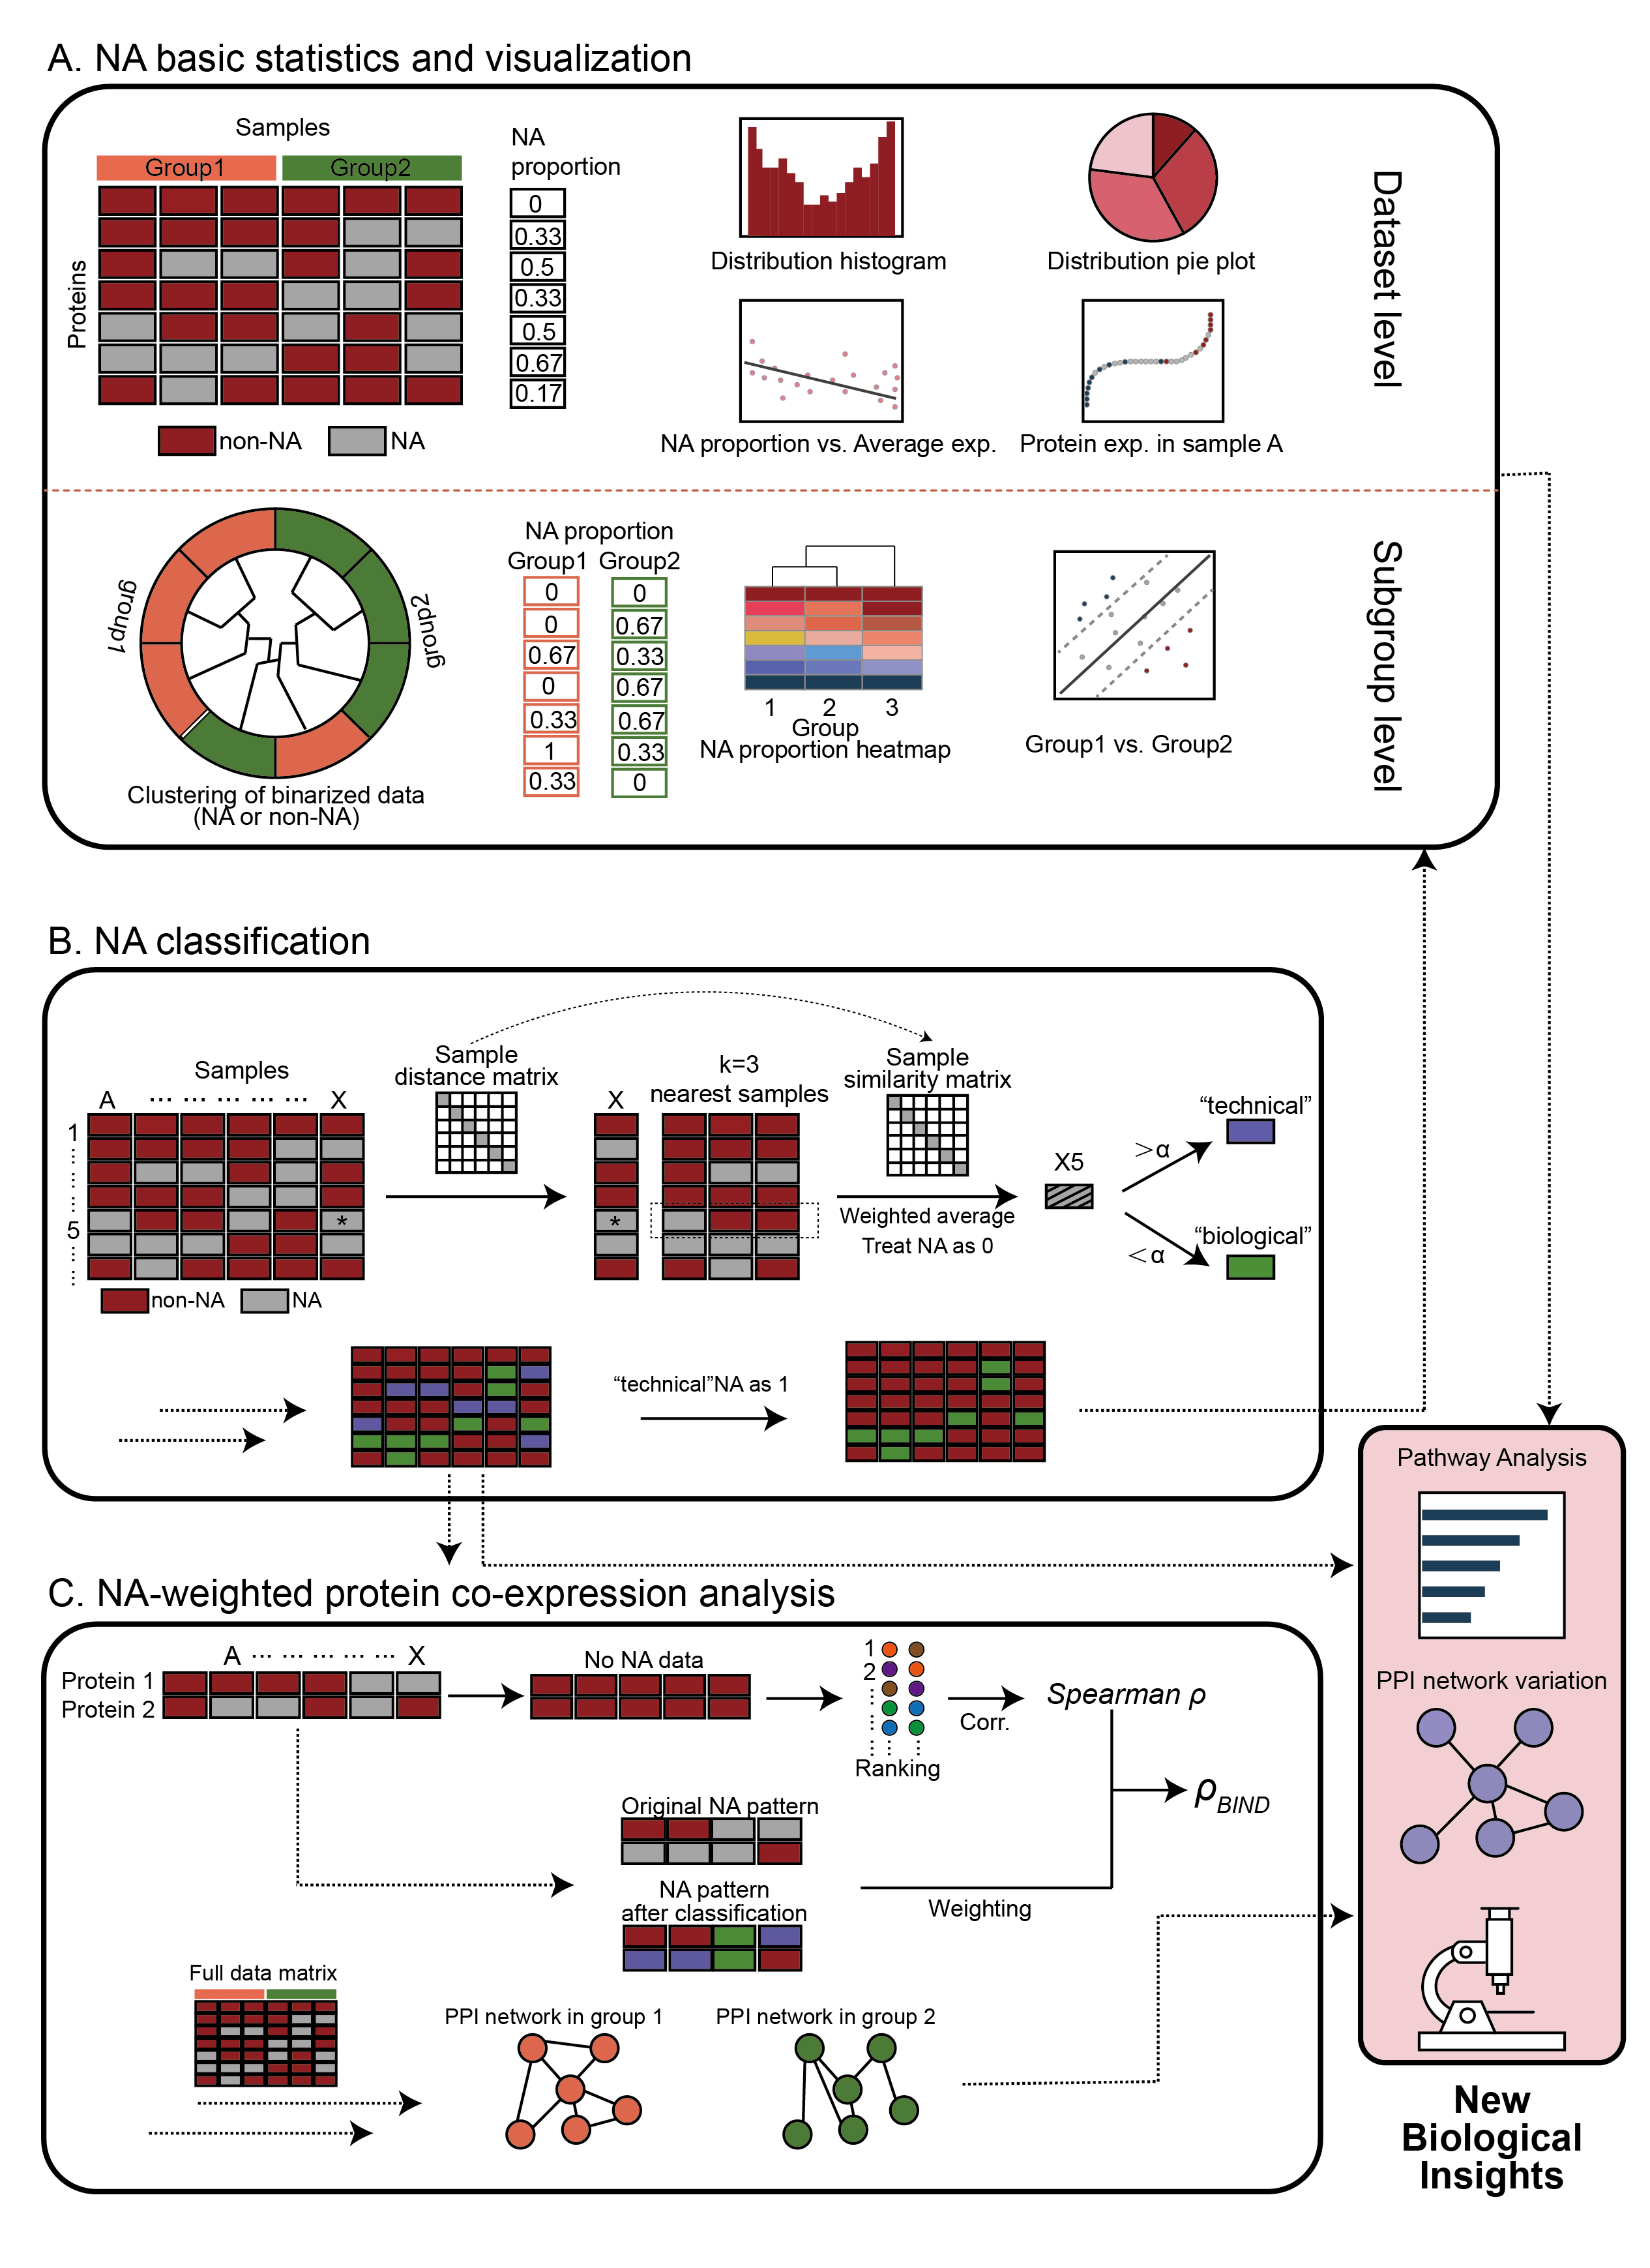 A. NA basic statistics and visualization
Samples
Group1
Group2
NA
proportion
Proteins
0
0.33
0.5
0.33
0.5
0.67
0.17
non-NA
NA
Distribution histogram
Distribution pie plot
NA proportion vs. Average exp.
Protein exp. in sample A
Dataset level
group1
group2
Clustering of binarized data
(NA or non-NA)
NA proportion
Group1 Group2
0 0
0 0.67
0.67 0.33
0 0.67
0.33 0.67
1 0.33
0.33 0
1 2 3
Group
NA proportion heatmap
Group1 vs. Group2
Subgroup level
B. NA classification
Samples
A ... ... ... ... ... X
1
5
*
non-NA
NA
Sample
distance matrix
X
*
k=3
nearest samples
Sample
similarity matrix
Weighted average
Treat NA as 0
X5
>α
<α
“technical”
“biological”
“technical”NA as 1
C. NA-weighted protein co-expression analysis
A ... ... ... ... ... X
Protein 1
Protein 2
No NA data
1
2
Ranking
Corr.
Spearman ρ
ρBIND
Original NA pattern
NA pattern
after classification
Weighting
Full data matrix
PPI network in group 1
PPI network in group 2
Pathway Analysis
PPI network variation
New
Biological
Insights